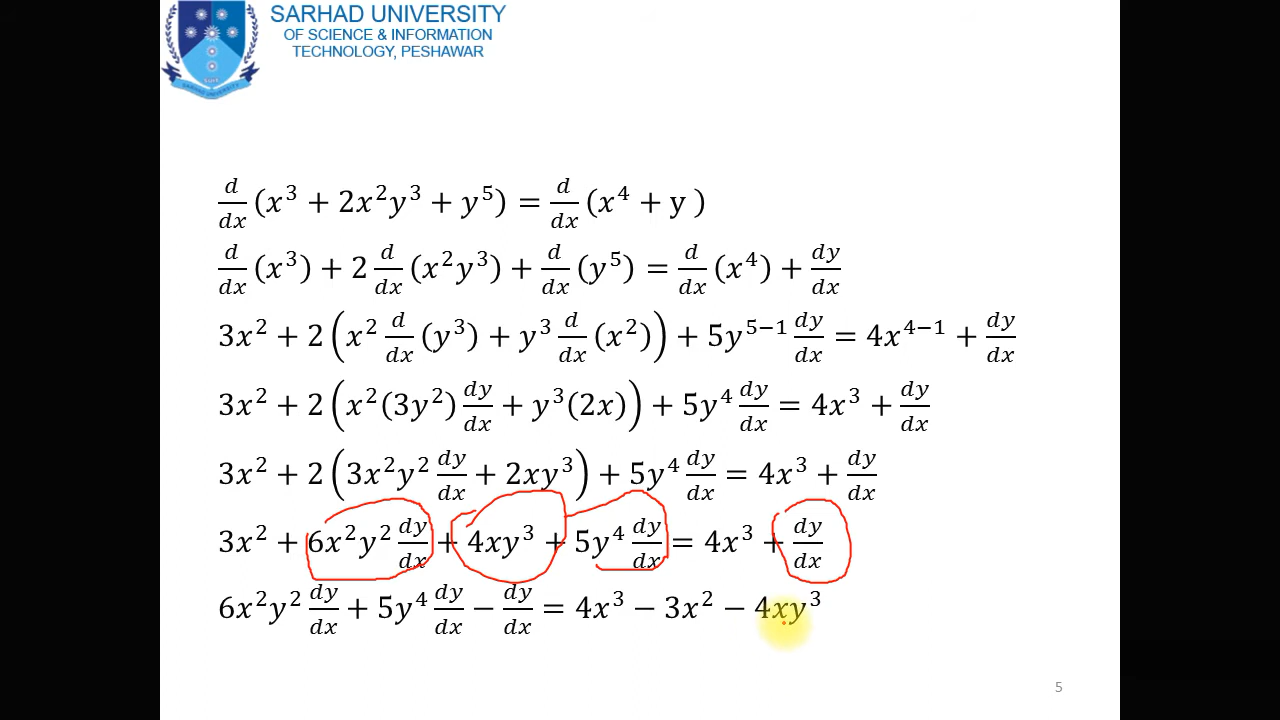 SARHAD UNIVERSITY
OF SCIENCE & INFORMATION
TECHNOLOGY, PESHAWAR
SARHAD UNIVERSITY
d/dx (x³ + 2x²y³ + y⁵) = d/dx (x⁴ + y )
d/dx (x³) + 2 d/dx (x²y³) + d/dx (y⁵) = d/dx (x⁴) + dy/dx
3x² + 2(x² d/dx (y³) + y³ d/dx (x²)) + 5y⁵⁻¹ dy/dx = 4x⁴⁻¹ + dy/dx
3x² + 2(x²(3y²) dy/dx + y³(2x)) + 5y⁴ dy/dx = 4x³ + dy/dx
3x² + 2(3x²y² dy/dx + 2xy³) + 5y⁴ dy/dx = 4x³ + dy/dx
3x² + 6x²y² dy/dx + 4xy³ + 5y⁴ dy/dx = 4x³ + dy/dx
6x²y² dy/dx + 5y⁴ dy/dx − dy/dx = 4x³ − 3x² − 4xy³
5